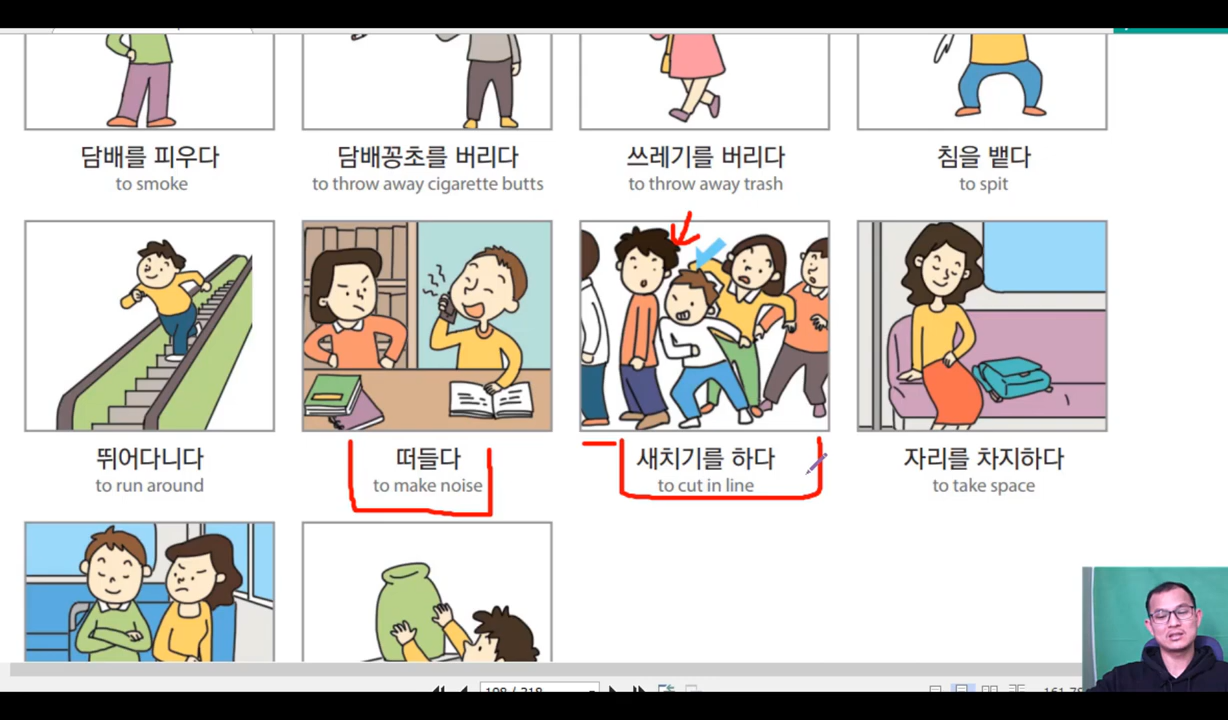 담배를 피우다
to smoke
담배꽁초를 버리다
to throw away cigarette butts
쓰레기를 버리다
to throw away trash
침을 뱉다
to spit
뛰어다니다
to run around
떠들다
to make noise
새치기를 하다
to cut in line
자리를 차지하다
to take space